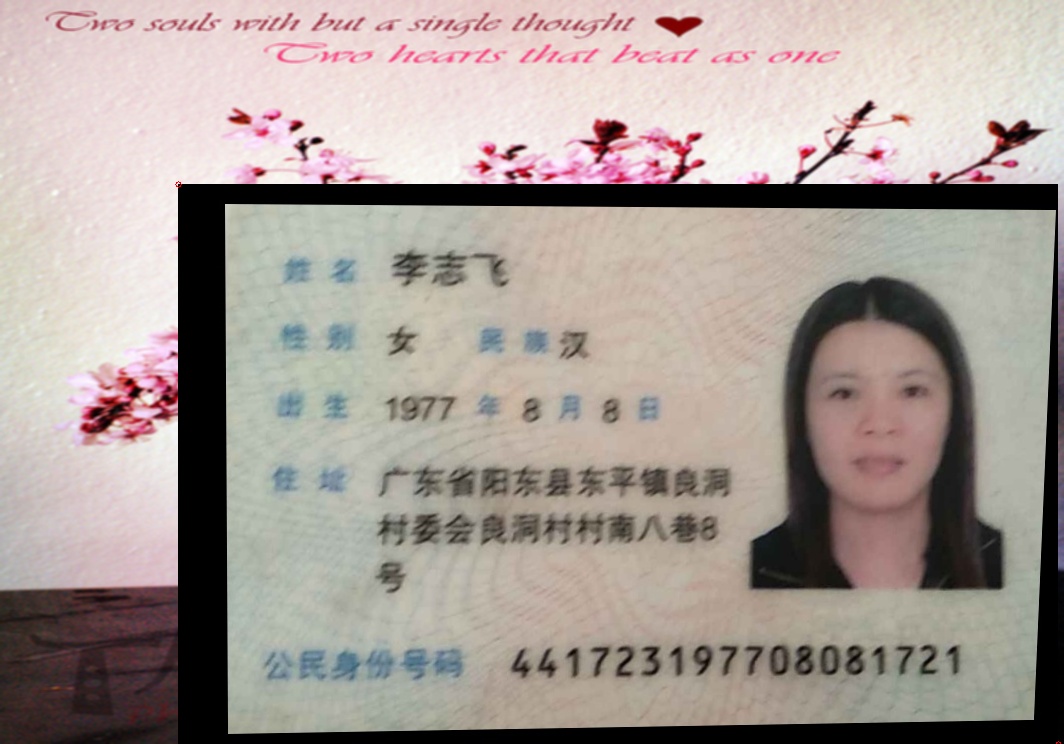 Two souls with but a single thought
Two hearts that beat as one
姓名 李志飞
性别 女 民族 汉
出生 1977 年 8 月 8 日
住址 广东省阳东县东平镇良洞
村委会良洞村村南八巷8
号
公民身份号码 441723197708081721